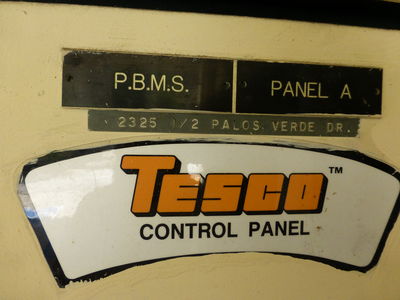 P.B.M.S. PANEL A
2325 1/2 PALOS VERDE DR.
TESCO™
CONTROL PANEL